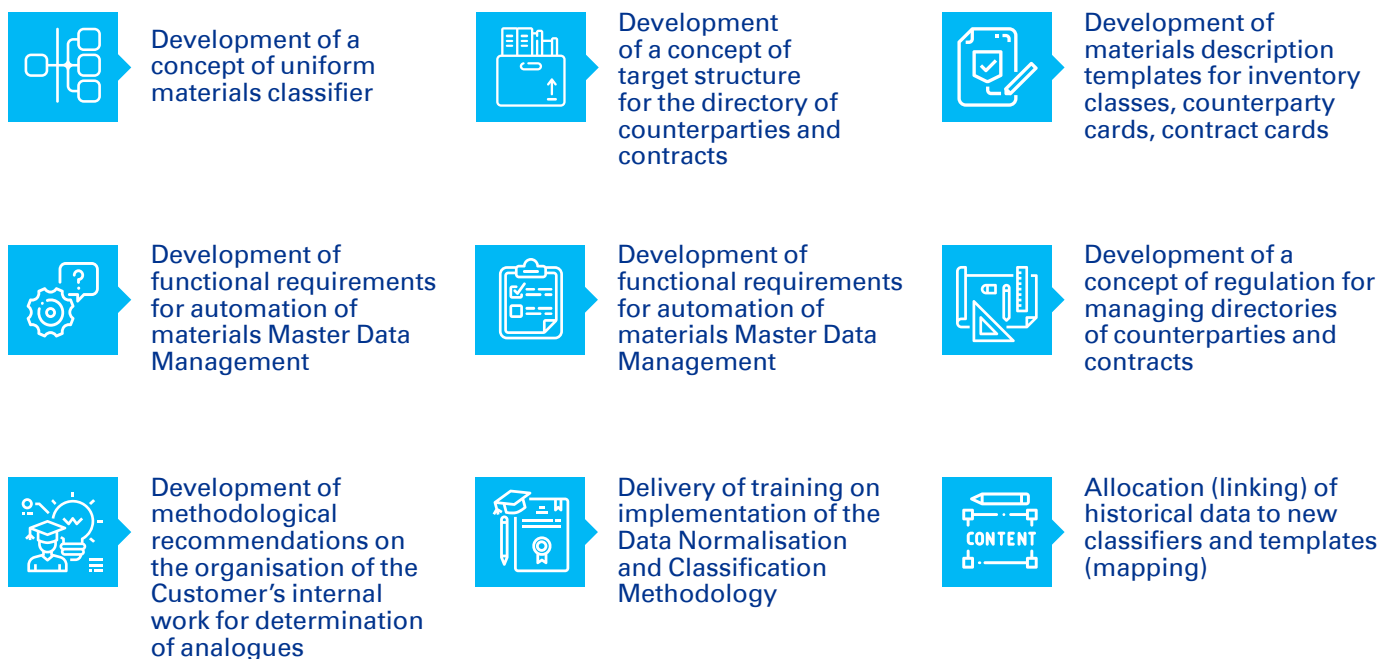 Development of a
concept of uniform
materials classifier
Development
of a concept of
target structure
for the directory of
counterparties and
contracts
Development of
materials description
templates for inventory
classes, counterparty
cards, contract cards
?
Development of
functional requirements
for automation of
materials Master Data
Management
Development of
functional requirements
for automation of
materials Master Data
Management
Development of a
concept of regulation for
managing directories
of counterparties and
contracts
Development of
methodological
recommendations on
the organisation of the
Customer’s internal
work for determination
of analogues
Delivery of training on
implementation of the
Data Normalisation
and Classification
Methodology
CONTENT
Allocation (linking) of
historical data to new
classifiers and templates
(mapping)